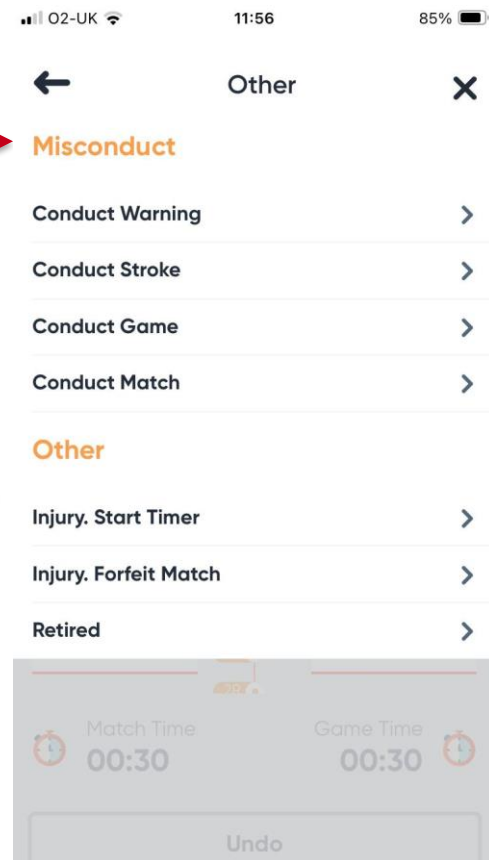 O2-UK 11:56 85%
Other
Misconduct
Conduct Warning
Conduct Stroke
Conduct Game
Conduct Match
Other
Injury. Start Timer
Injury. Forfeit Match
Retired
Match Time Game Time
00:30 00:30
Undo